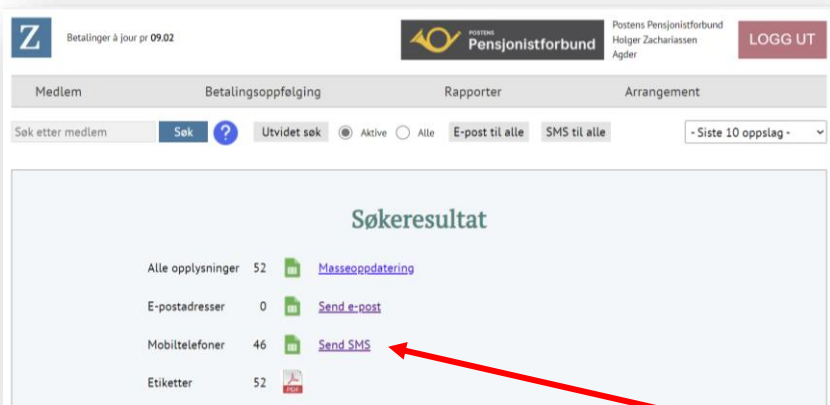 Z
Betalinger à jour pr 09.02
POSTENS
Pensjonistforbund
Postens Pensjonistforbund
Holger Zachariassen
Agder
LOGG UT
Medlem Betalingsoppfølging Rapporter Arrangement
Søk etter medlem Søk ? Utvidet søk Aktive Alle E-post til alle SMS til alle - Siste 10 oppslag -
Søkeresultat
Alle opplysninger 52 Masseoppdatering
E-postadresser 0 Send e-post
Mobiltelefoner 46 Send SMS
Etiketter 52 PDF